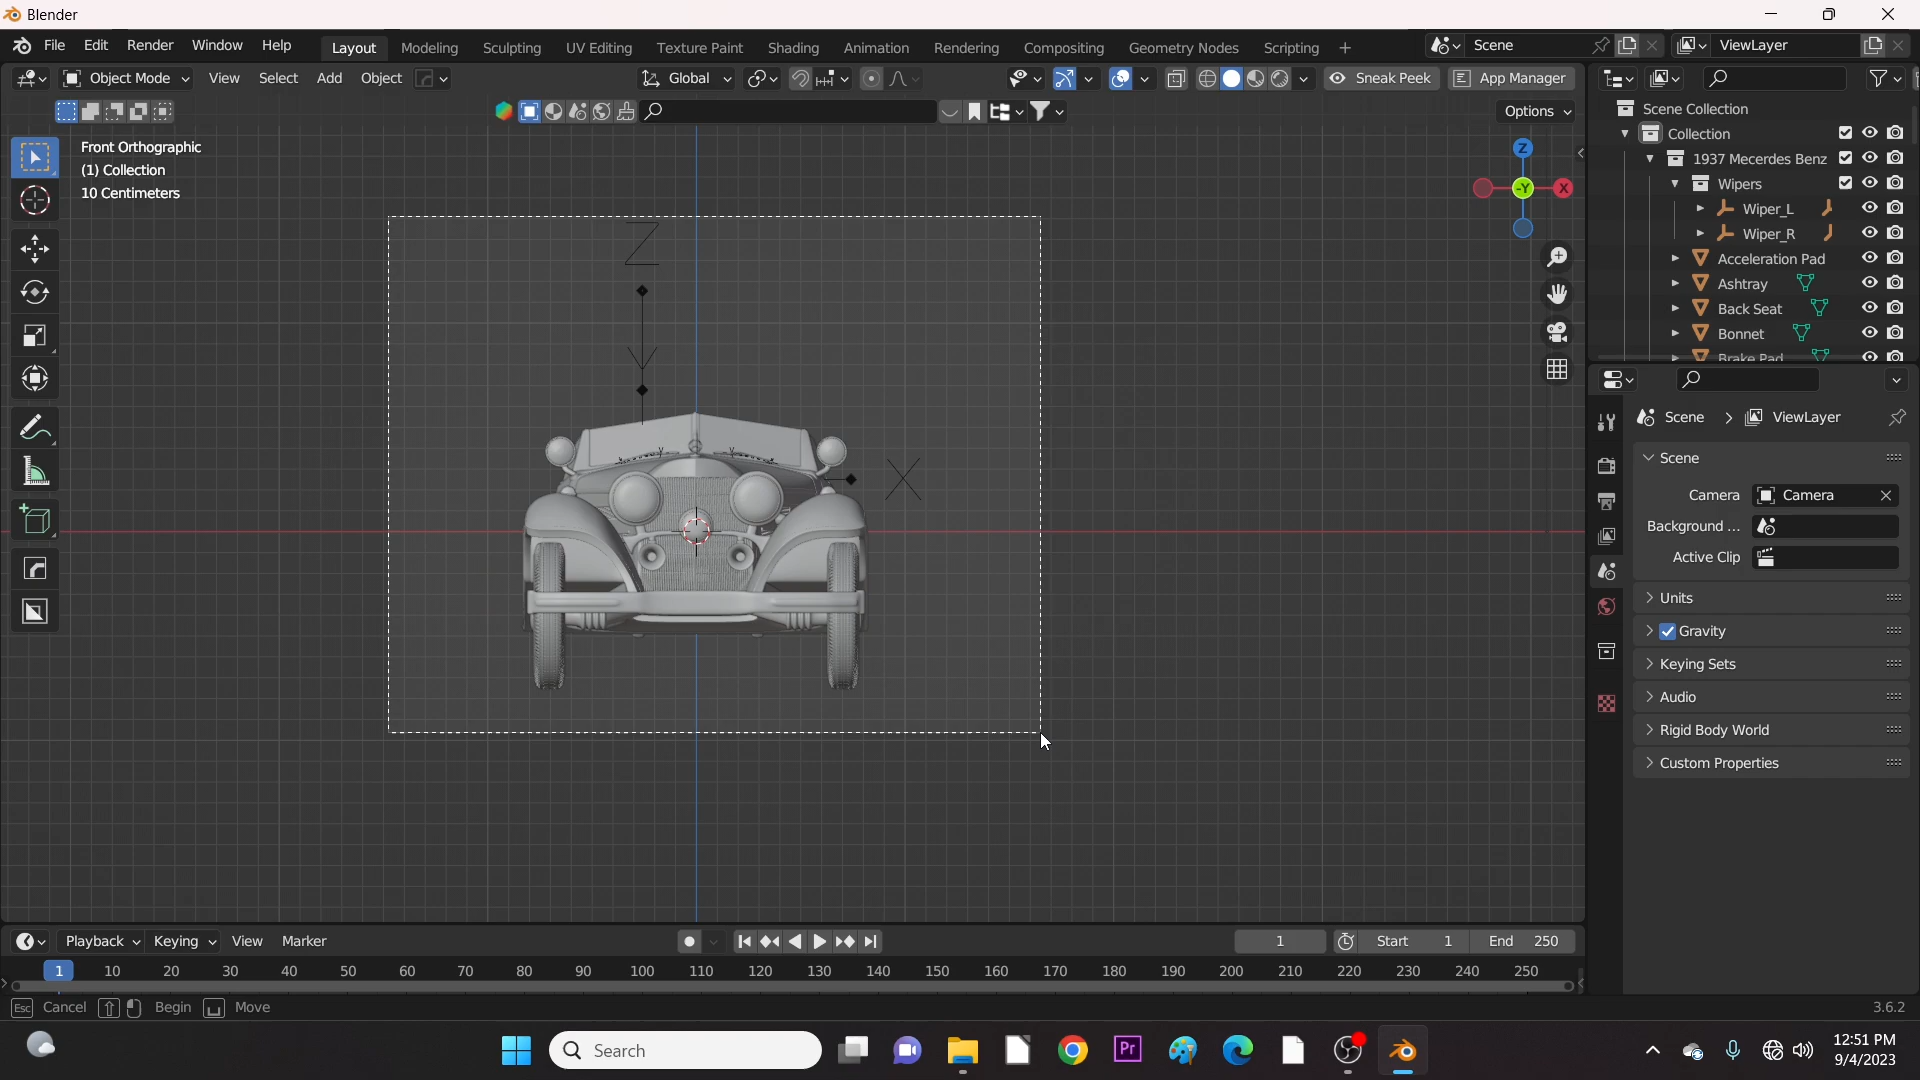 Blender
File Edit Render Window Help Layout Modeling Sculpting UV Editing Texture Paint Shading Animation Rendering Compositing Geometry Nodes Scripting + Scene ViewLayer
Object Mode View Select Add Object Global Sneak Peek App Manager
Options
Front Orthographic
(1) Collection
10 Centimeters
Z
Y
X
Z
-Y
X
Scene Collection
Collection
1937 Mecerdes Benz
Wipers
Wiper_L
Wiper_R
Acceleration Pad
Ashtray
Back Seat
Bonnet
Brake Pad
Scene > ViewLayer
Scene
Camera Camera
Background ...
Active Clip
Units
Gravity
Keying Sets
Audio
Rigid Body World
Custom Properties
Playback Keying View Marker 1 Start 1 End 250
1 10 20 30 40 50 60 70 80 90 100 110 120 130 140 150 160 170 180 190 200 210 220 230 240 250
Esc Cancel Begin Move 3.6.2
Search
Pr
12:51 PM
9/4/2023